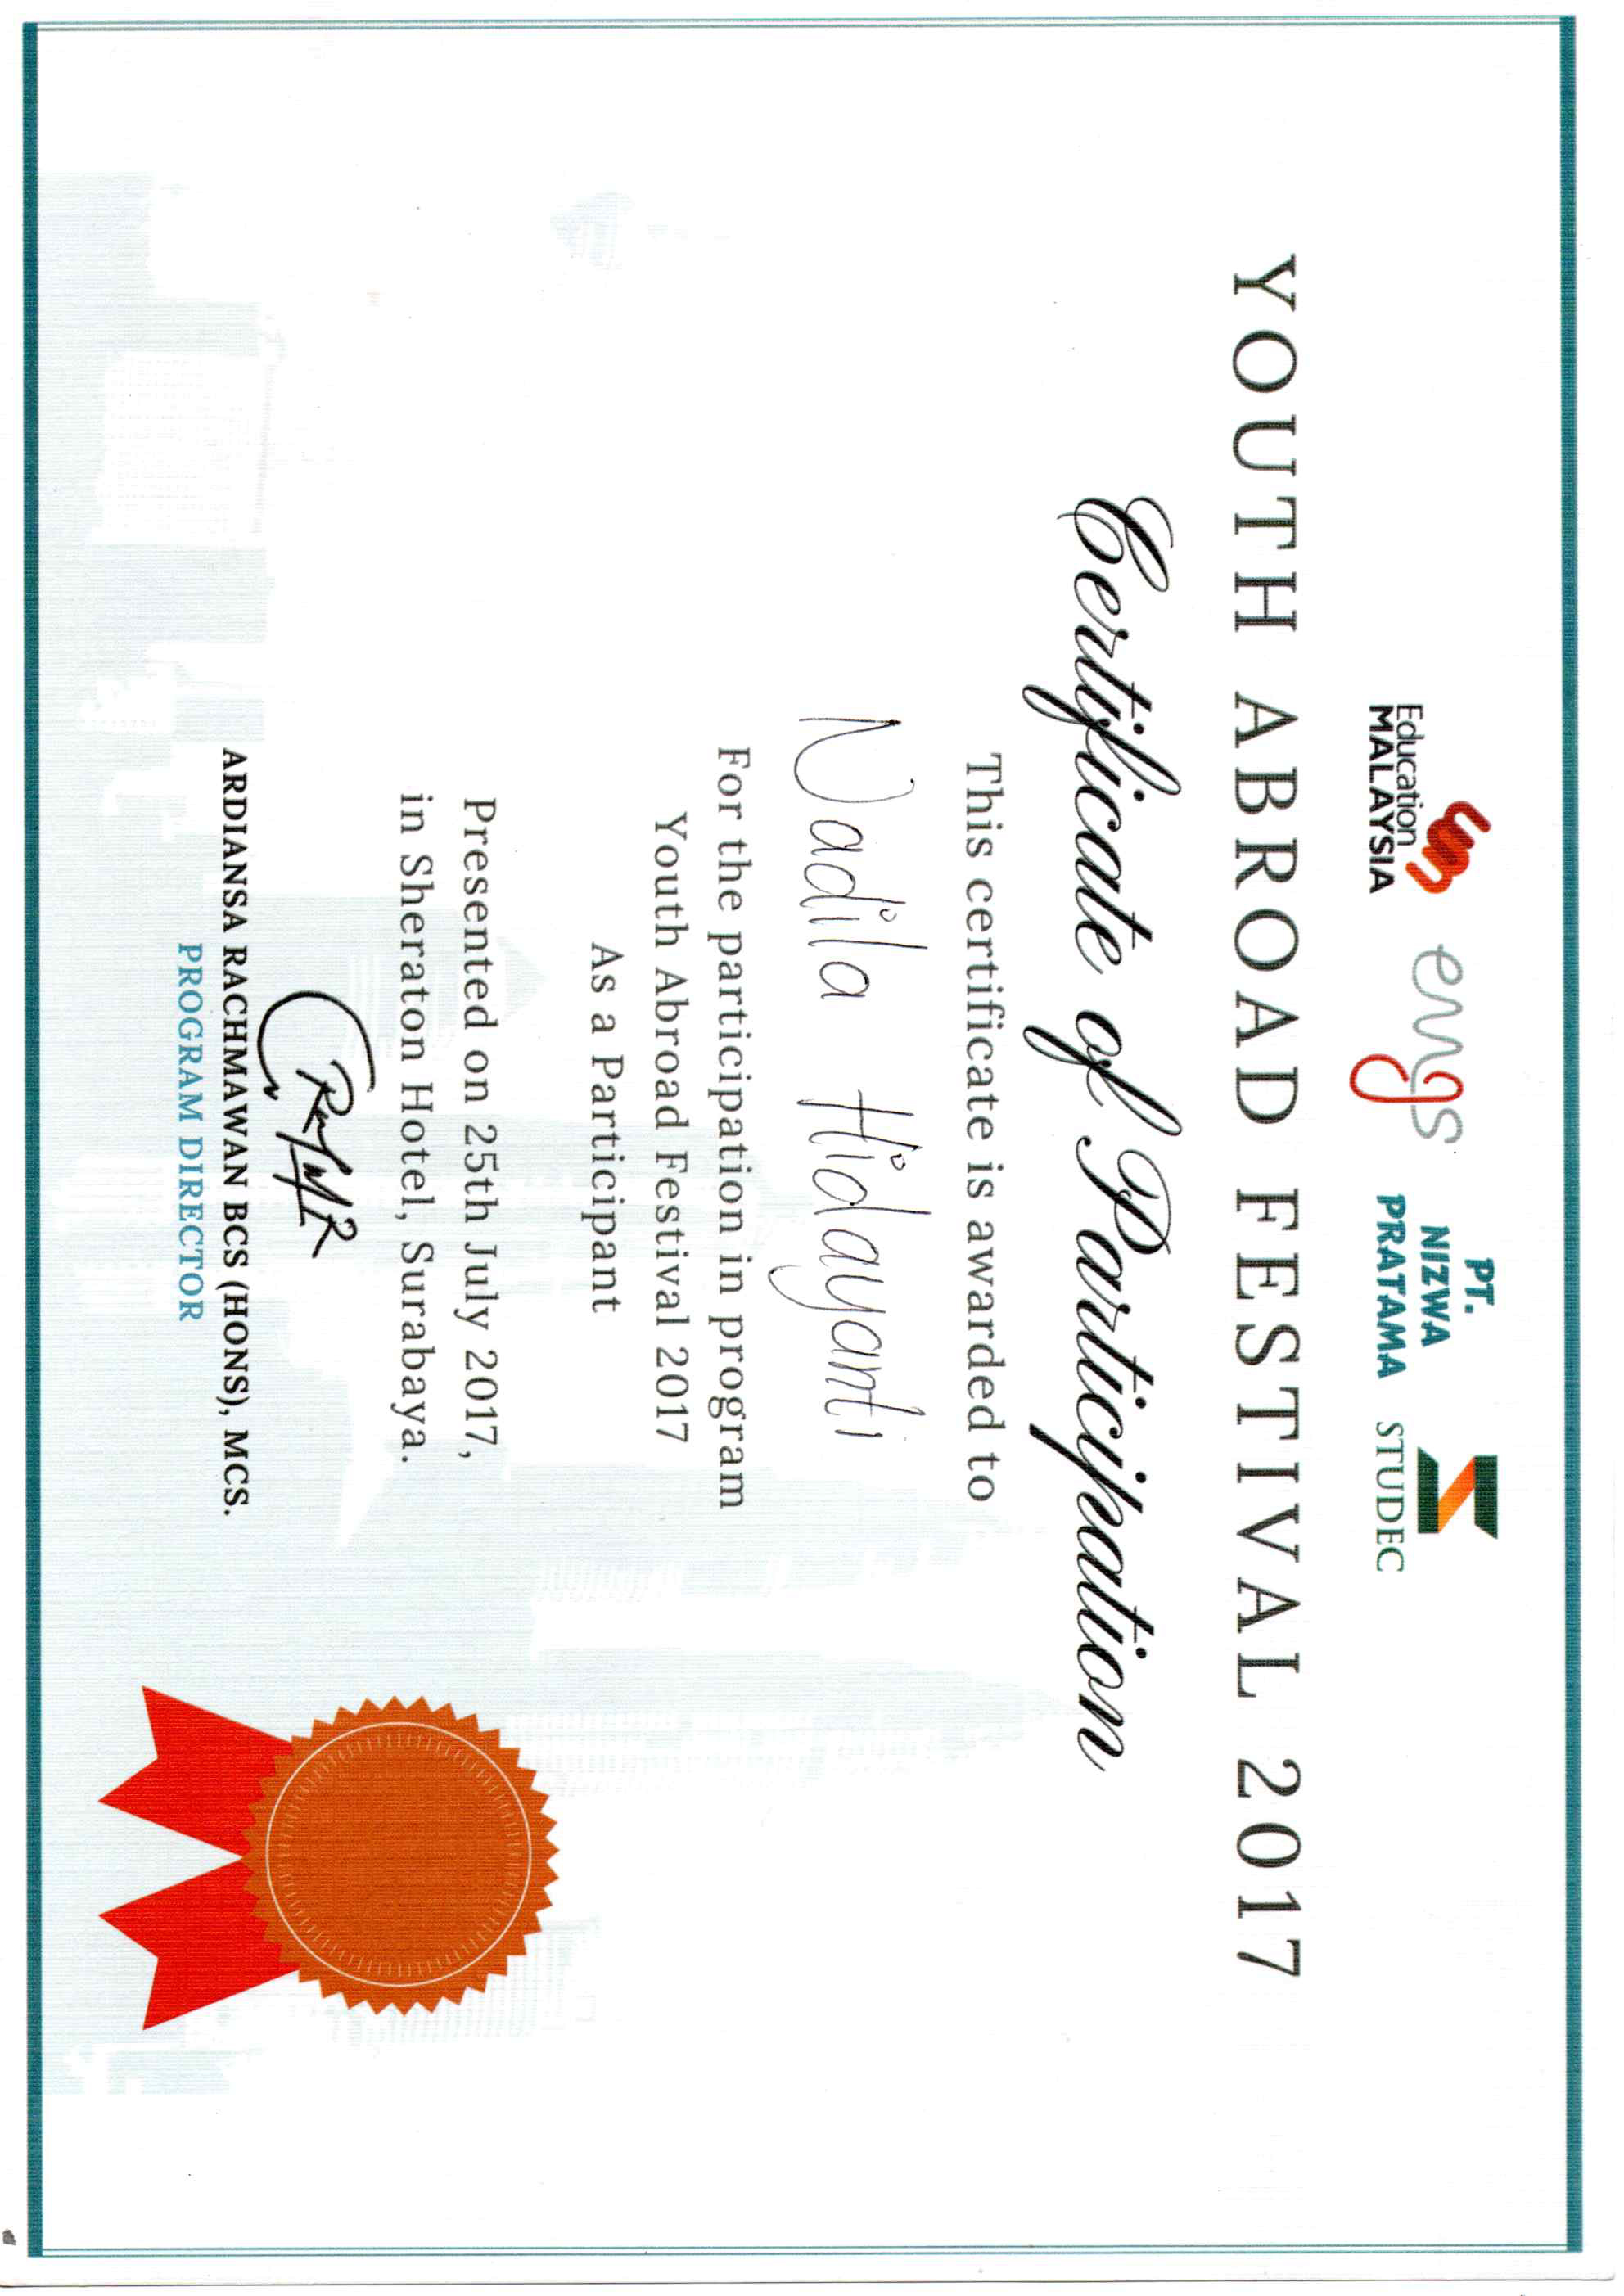 Education
MALAYSIA
emgs
PT.
NIZWA
PRATAMA
STUDEC
YOUTH ABROAD FESTIVAL 2017
Certificate of Participation
This certificate is awarded to
Nadila Hidayanti
For the participation in program
Youth Abroad Festival 2017
As a Participant
Presented on 25th July 2017,
in Sheraton Hotel, Surabaya.
ARDIANSA RACHMAWAN BCS (HONS), MCS.
PROGRAM DIRECTOR